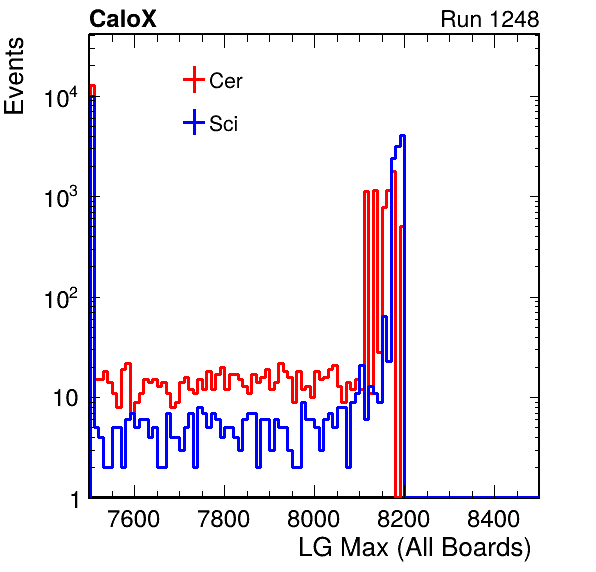 CaloX Run 1248
Events
Cer
Sci
10^4
10^3
10^2
10
1
7600 7800 8000 8200 8400
LG Max (All Boards)